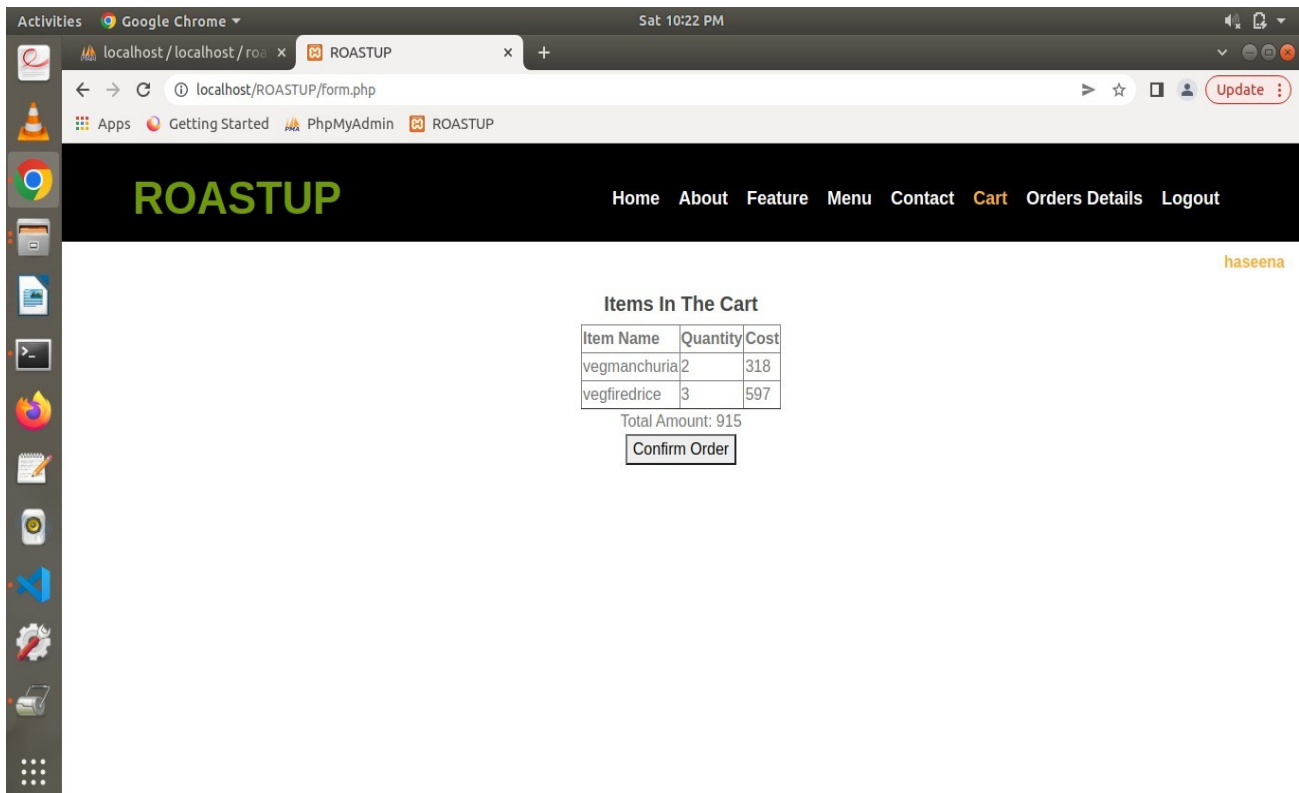 Activities Google Chrome Sat 10:22 PM
localhost / localhost / roa ROASTUP
localhost/ROASTUP/form.php Update
Apps Getting Started PhpMyAdmin ROASTUP
ROASTUP Home About Feature Menu Contact Cart Orders Details Logout
haseena
Items In The Cart
Item Name Quantity Cost
vegmanchuria 2 318
vegfiredrice 3 597
Total Amount: 915
Confirm Order